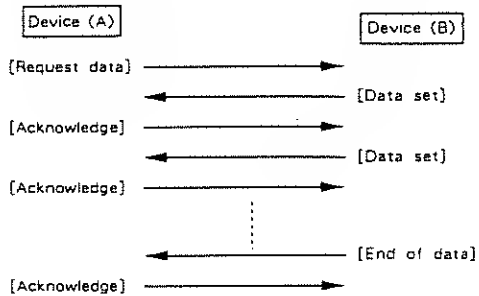 Device (A)
Device (B)
[Request data]
[Data set]
[Acknowledge]
[Data set]
[Acknowledge]
[End of data]
[Acknowledge]